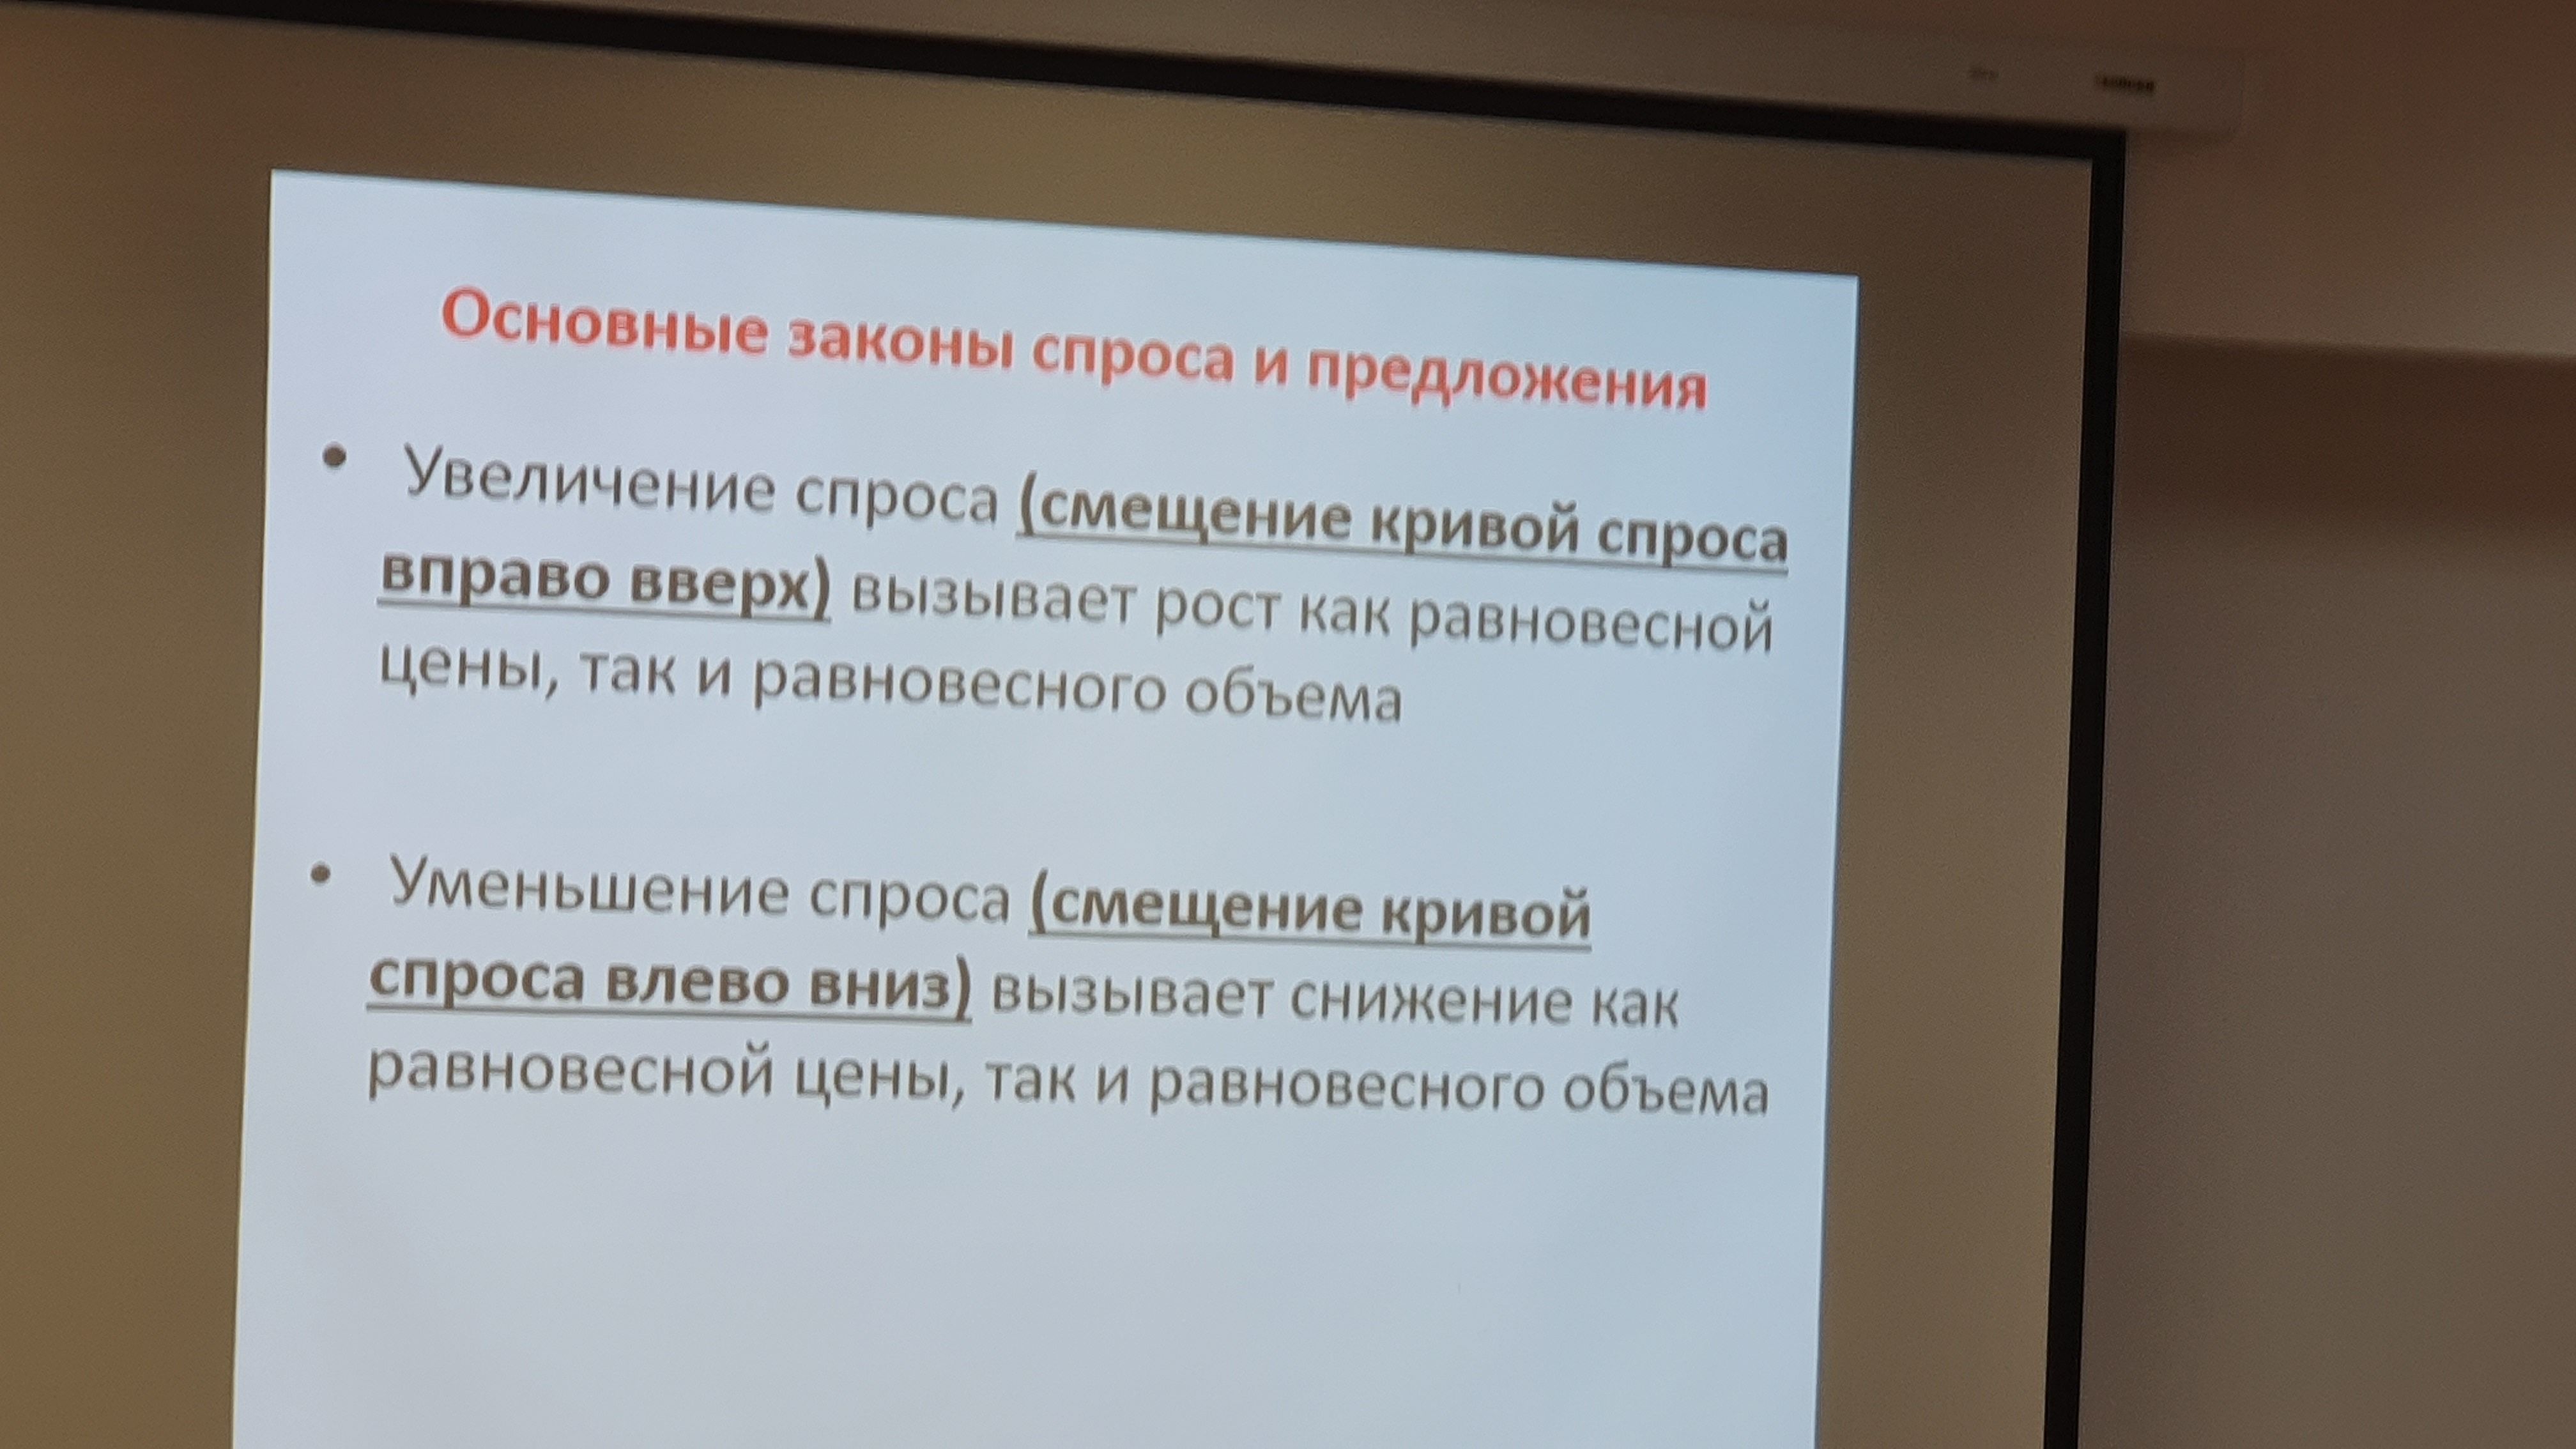 Основные законы спроса и предложения
• Увеличение спроса (смещение кривой спроса
вправо вверх) вызывает рост как равновесной
цены, так и равновесного объема
• Уменьшение спроса (смещение кривой
спроса влево вниз) вызывает снижение как
равновесной цены, так и равновесного объема